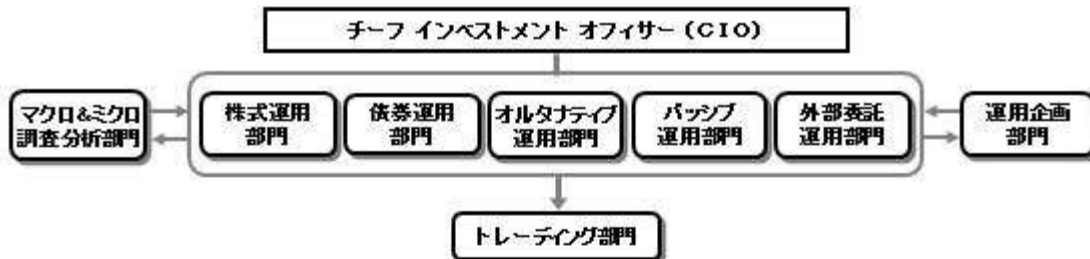 チーフ インベストメント オフィサー（ＣＩＯ）
マクロ&ミクロ
調査分析部門
株式運用
部門
債券運用
部門
オルタナティブ
運用部門
パッシブ
運用部門
外部委託
運用部門
運用企画
部門
トレーディング部門